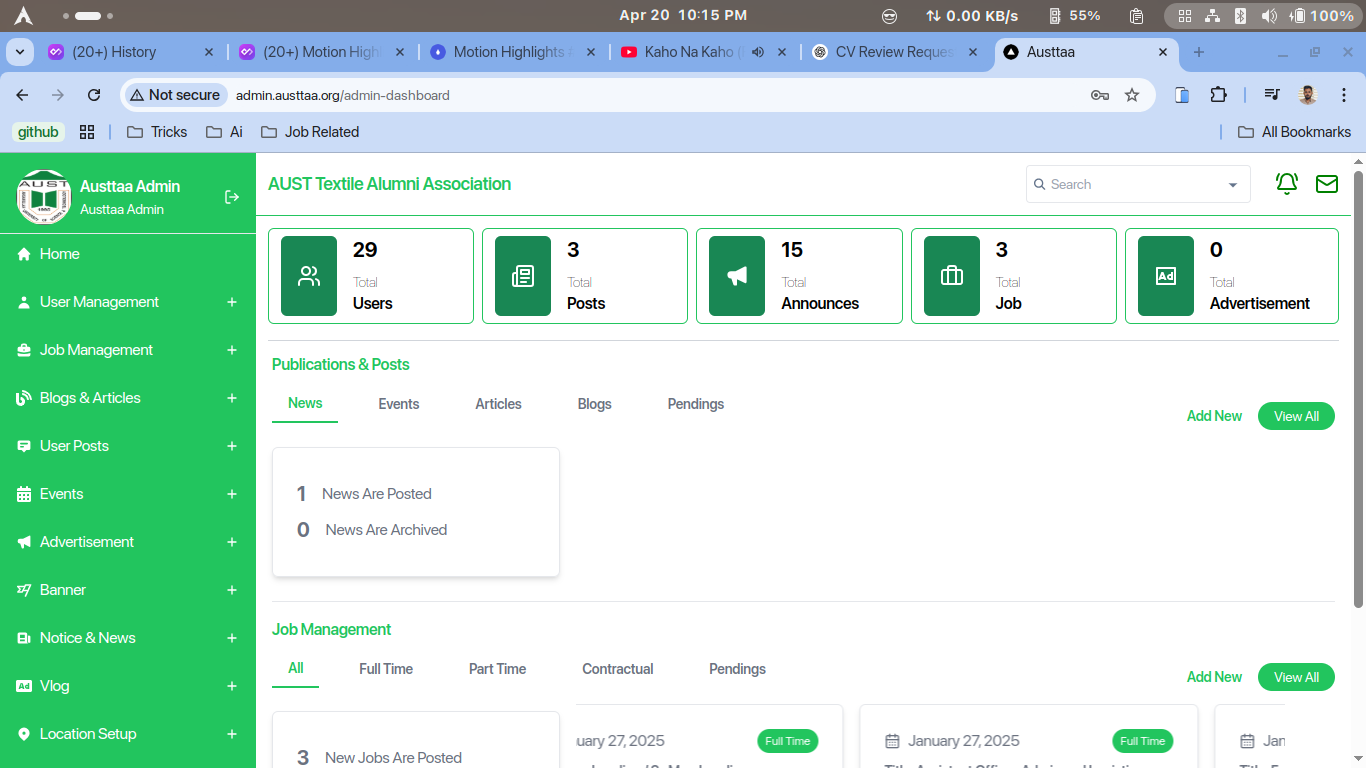 Apr 20 10:15 PM
0.00 KB/s
55%
100%
(20+) History
(20+) Motion High
Motion Highlights
Kaho Na Kaho (
CV Review Reques
Austtaa
Not secure
admin.austtaa.org/admin-dashboard
github
Tricks
Ai
Job Related
All Bookmarks
AUST
Austtaa Admin
Austtaa Admin
Home
User Management
Job Management
Blogs & Articles
User Posts
Events
Advertisement
Banner
Notice & News
Ad
Vlog
Location Setup
AUST Textile Alumni Association
Search
29
Total
Users
3
Total
Posts
15
Total
Announces
3
Total
Job
Ad
0
Total
Advertisement
Publications & Posts
News
Events
Articles
Blogs
Pendings
Add New
View All
1 News Are Posted
0 News Are Archived
Job Management
All
Full Time
Part Time
Contractual
Pendings
Add New
View All
3 New Jobs Are Posted
uary 27, 2025
Full Time
January 27, 2025
Full Time
Jan